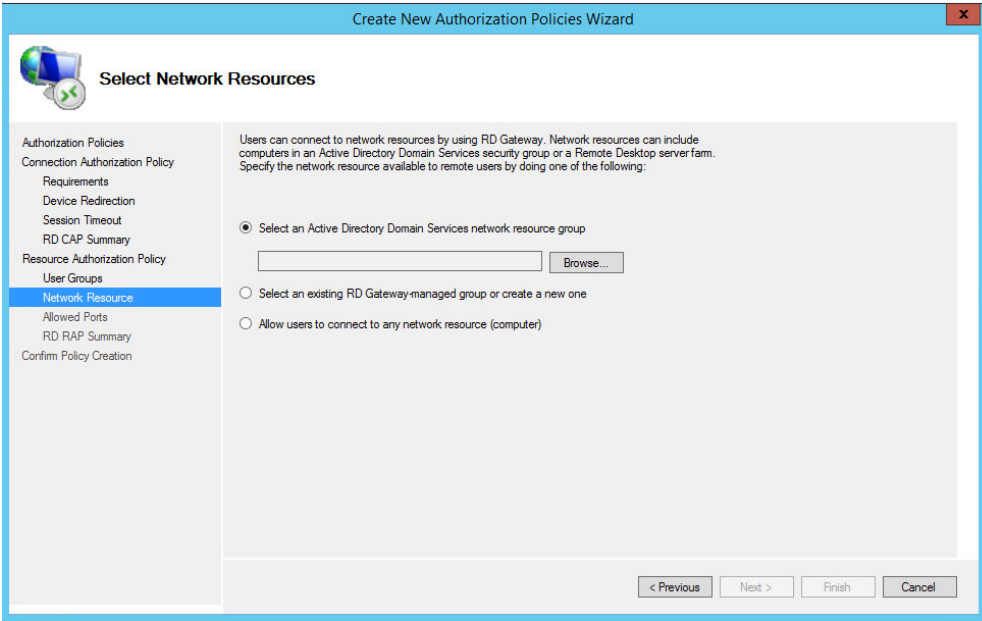 Create New Authorization Policies Wizard
x
Select Network Resources
Authorization Policies
Connection Authorization Policy
Requirements
Device Redirection
Session Timeout
RD CAP Summary
Resource Authorization Policy
User Groups
Network Resource
Allowed Ports
RD RAP Summary
Confirm Policy Creation
Users can connect to network resources by using RD Gateway. Network resources can include
computers in an Active Directory Domain Services security group or a Remote Desktop server farm.
Specify the network resource available to remote users by doing one of the following:
Select an Active Directory Domain Services network resource group
Browse...
Select an existing RD Gateway-managed group or create a new one
Allow users to connect to any network resource (computer)
< Previous
Next >
Finish
Cancel